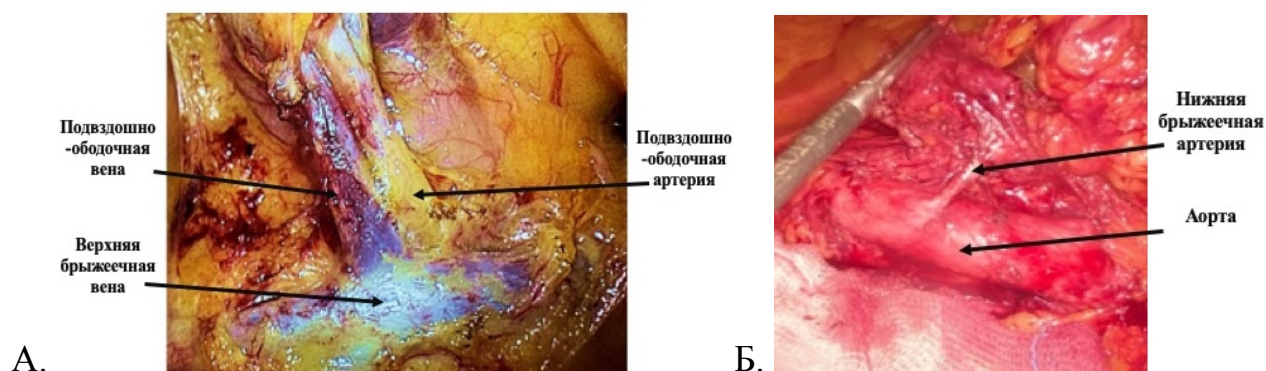 Подвздошно
-ободочная
вена
Верхняя
брыжеечная
вена
Подвздошно
-ободочная
артерия
А.
Нижняя
брыжеечная
артерия
Аорта
Б.